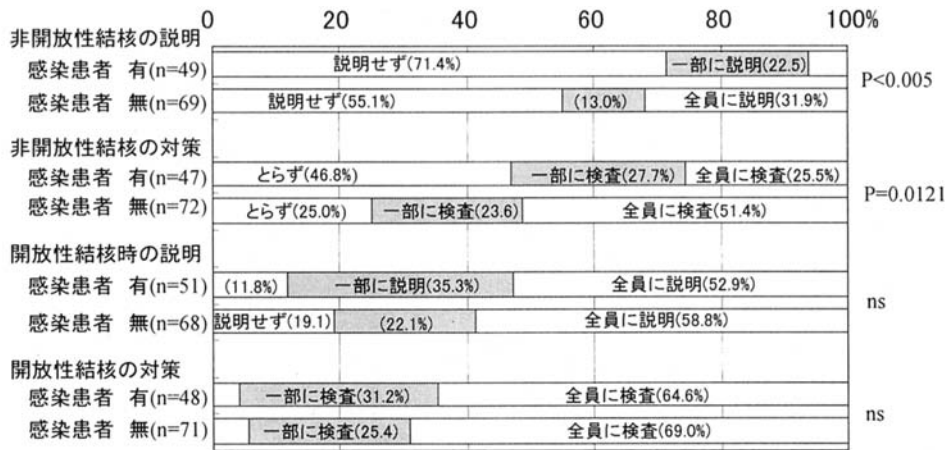 0 20 40 60 80 100%
非開放性結核の説明
感染患者 有(n=49) 説明せず(71.4%) 一部に説明(22.5) P<0.005
感染患者 無(n=69) 説明せず(55.1%) (13.0%) 全員に説明(31.9%)
非開放性結核の対策
感染患者 有(n=47) とらず(46.8%) 一部に検査(27.7%) 全員に検査(25.5%) P=0.0121
感染患者 無(n=72) とらず(25.0%) 一部に検査(23.6) 全員に検査(51.4%)
開放性結核時の説明
感染患者 有(n=51) (11.8%) 一部に説明(35.3%) 全員に説明(52.9%) ns
感染患者 無(n=68) 説明せず(19.1) (22.1%) 全員に説明(58.8%)
開放性結核の対策
感染患者 有(n=48) 一部に検査(31.2%) 全員に検査(64.6%) ns
感染患者 無(n=71) 一部に検査(25.4) 全員に検査(69.0%)